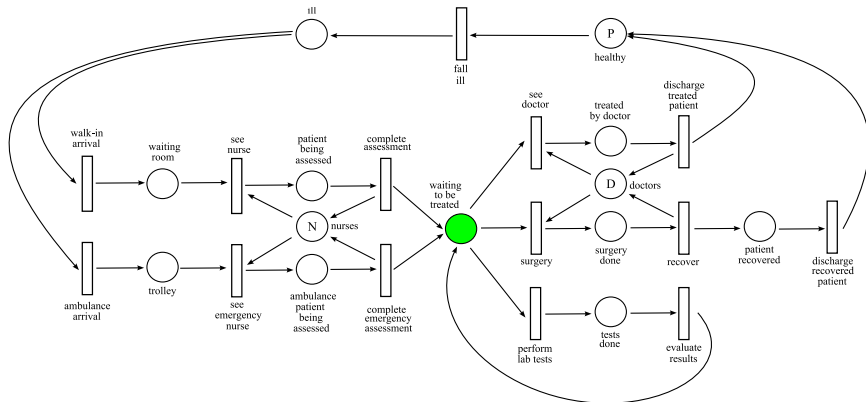 ill
P
healthy
fall
ill
walk-in
arrival
waiting
room
see
nurse
patient
being
assessed
complete
assessment
waiting
to be
treated
see
doctor
treated
by doctor
discharge
treated
patient
N
nurses
D
doctors
ambulance
arrival
trolley
see
emergency
nurse
ambulance
patient
being
assessed
complete
emergency
assessment
surgery
surgery
done
recover
patient
recovered
discharge
recovered
patient
perform
lab tests
tests
done
evaluate
results